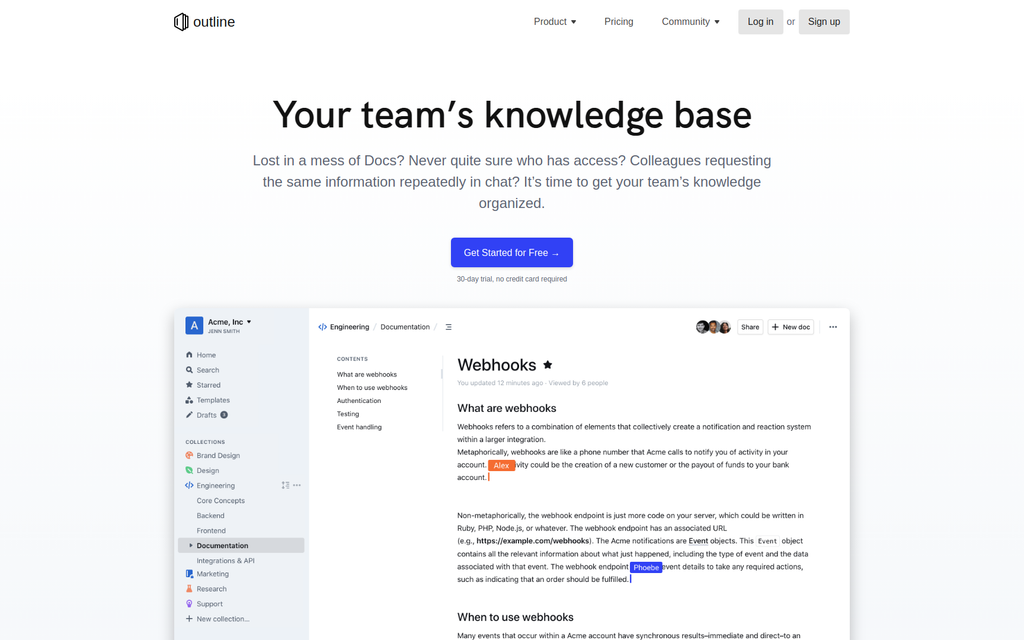 outline
Product
Pricing
Community
Log in
or
Sign up
Your team's knowledge base
Lost in a mess of Docs? Never quite sure who has access? Colleagues requesting
the same information repeatedly in chat? It's time to get your team's knowledge
organized.
Get Started for Free →
30-day trial, no credit card required
A
Acme, Inc
JENN SMITH
Home
Search
Starred
Templates
Drafts
COLLECTIONS
Brand Design
Design
Engineering
Core Concepts
Backend
Frontend
Documentation
Integrations & API
Marketing
Research
Support
New collection...
Engineering / Documentation /
Share
New doc
CONTENTS
What are webhooks
When to use webhooks
Authentication
Testing
Event handling
Webhooks
You updated 12 minutes ago · Viewed by 6 people
What are webhooks
Webhooks refers to a combination of elements that collectively create a notification and reaction system
within a larger integration.
Metaphorically, webhooks are like a phone number that Acme calls to notify you of activity in your
account. Alex vity could be the creation of a new customer or the payout of funds to your bank
account.
Non-metaphorically, the webhook endpoint is just more code on your server, which could be written in
Ruby, PHP, Node.js, or whatever. The webhook endpoint has an associated URL
(e.g., https://example.com/webhooks). The Acme notifications are Event objects. This Event object
contains all the relevant information about what just happened, including the type of event and the data
associated with that event. The webhook endpoint Phoebe event details to take any required actions,
such as indicating that an order should be fulfilled.
When to use webhooks
Many events that occur within a Acme account have synchronous results–immediate and direct–to an